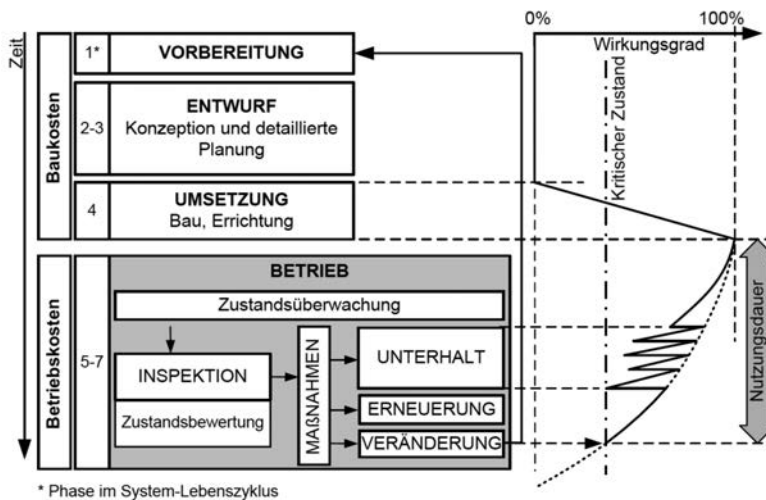 0%
100%
Zeit
Wirkungsgrad
Baukosten
1*
VORBEREITUNG
Kritischer Zustand
2-3
ENTWURF
Konzeption und detaillierte
Planung
4
UMSETZUNG
Bau, Errichtung
Betriebskosten
5-7
BETRIEB
Zustandsüberwachung
INSPEKTION
Zustandsbewertung
MAßNAHMEN
UNTERHALT
ERNEUERUNG
VERÄNDERUNG
Nutzungsdauer
* Phase im System-Lebenszyklus